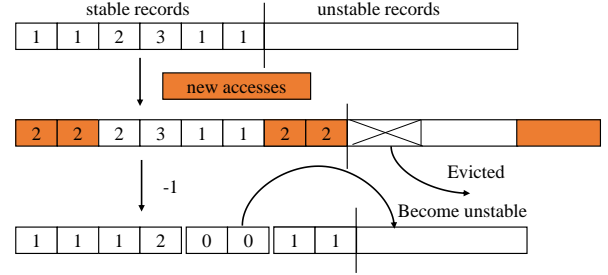 stable records unstable records
1 1 2 3 1 1
new accesses
2 2 2 3 1 1 2 2
Evicted
-1
Become unstable
1 1 1 2 0 0 1 1